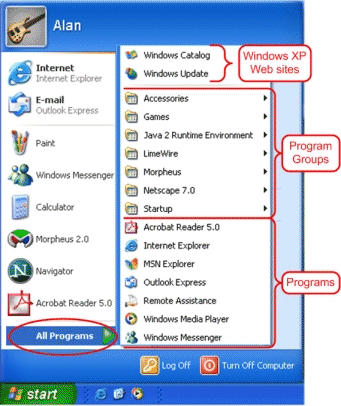 Alan
Internet
Internet Explorer
E-mail
Outlook Express
Paint
Windows Messenger
Calculator
Morpheus 2.0
Navigator
Acrobat Reader 5.0
All Programs
Windows Catalog
Windows Update
Accessories
Games
Java 2 Runtime Environment
LimeWire
Morpheus
Netscape 7.0
Startup
Acrobat Reader 5.0
Internet Explorer
MSN Explorer
Outlook Express
Remote Assistance
Windows Media Player
Windows Messenger
Windows XP
Web sites
Program
Groups
Programs
Log Off
Turn Off Computer
start